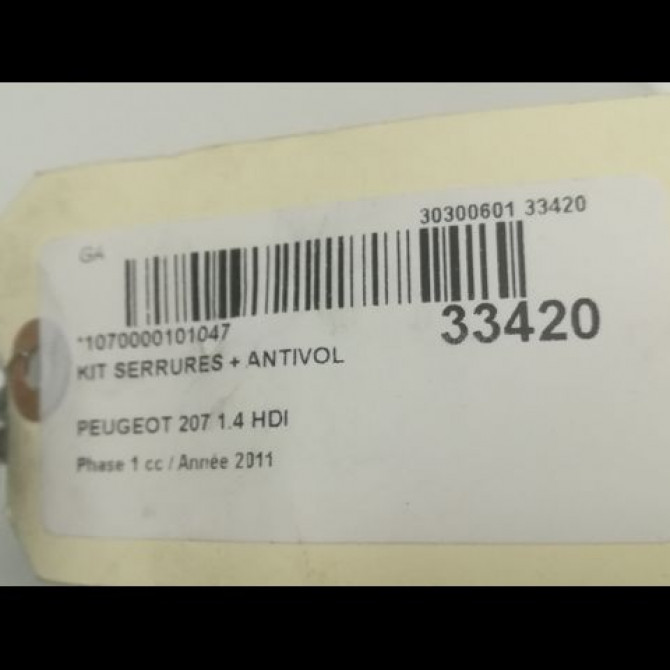 30300601 33420
GA
*1070000101047
33420
KIT SERRURES + ANTIVOL
PEUGEOT 207 1.4 HDI
Phase 1 cc / Année 2011